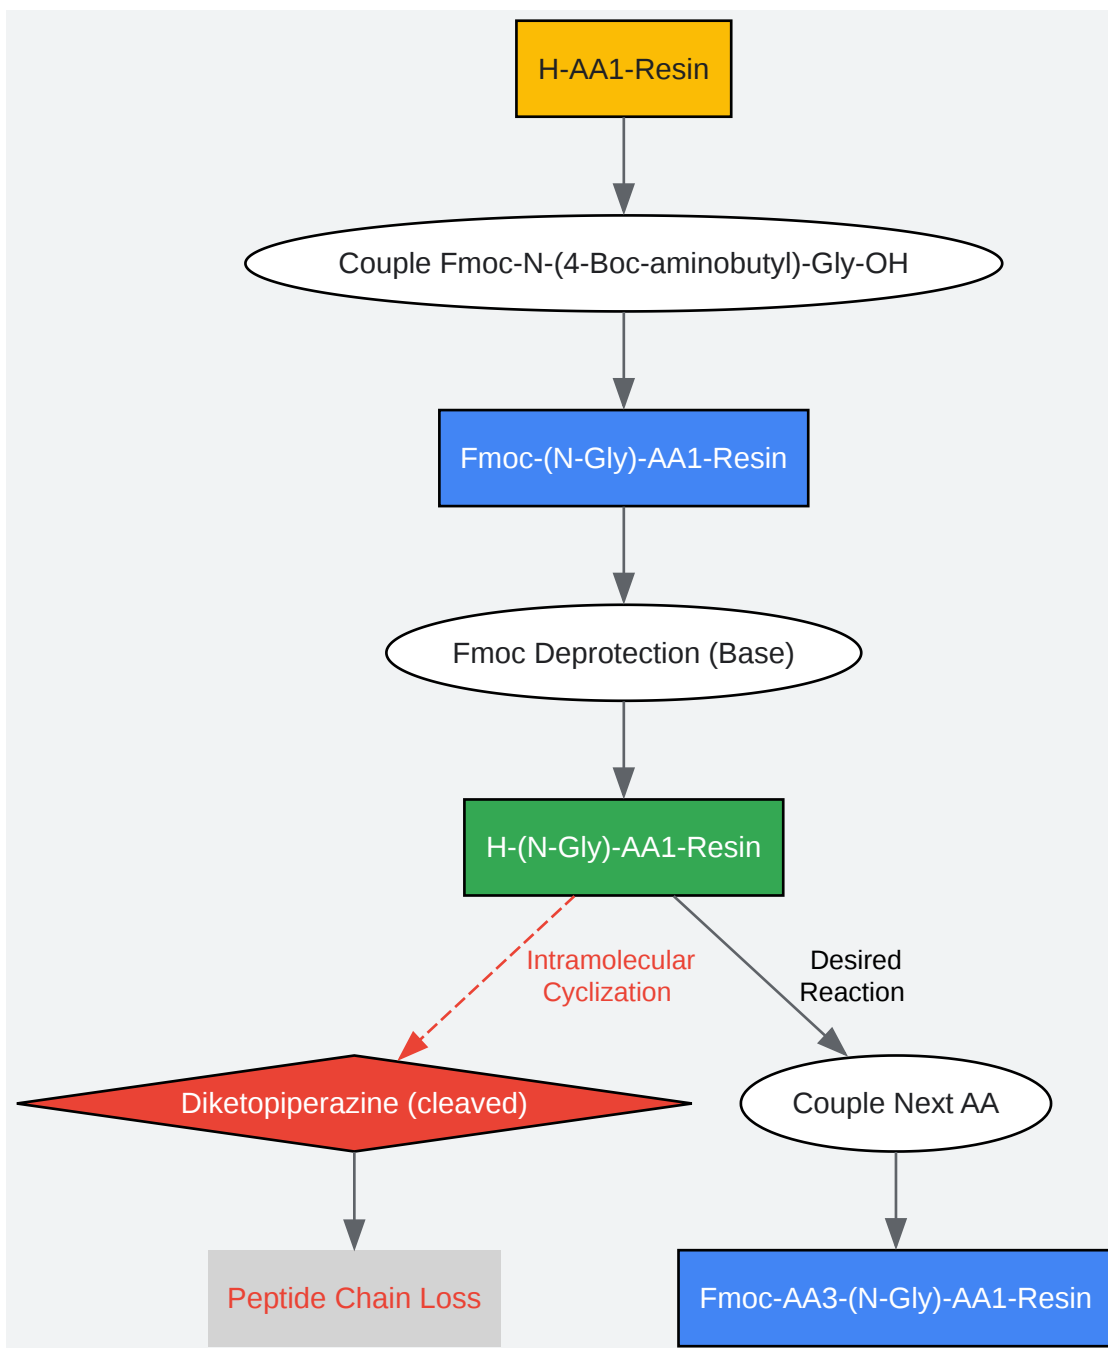 H-AA1-Resin
Couple Fmoc-N-(4-Boc-aminobutyl)-Gly-OH
Fmoc-(N-Gly)-AA1-Resin
Fmoc Deprotection (Base)
H-(N-Gly)-AA1-Resin
Intramolecular
Cyclization
Desired
Reaction
Diketopiperazine (cleaved)
Couple Next AA
Peptide Chain Loss
Fmoc-AA3-(N-Gly)-AA1-Resin